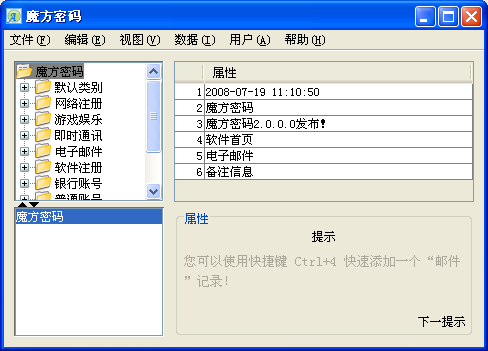 魔方密码
文件(F) 编辑(E) 视图(V) 数据(I) 用户(A) 帮助(H)
魔方密码
默认类别
网络注册
游戏娱乐
即时通讯
电子邮件
软件注册
银行账号
普通账号
魔方密码
属性
1 2008-07-19 11:10:50
2 魔方密码
3 魔方密码2.0.0.0发布!
4 软件首页
5 电子邮件
6 备注信息
属性
提示
您可以使用快捷键 Ctrl+4 快速添加一个“邮件
”记录!
下一提示